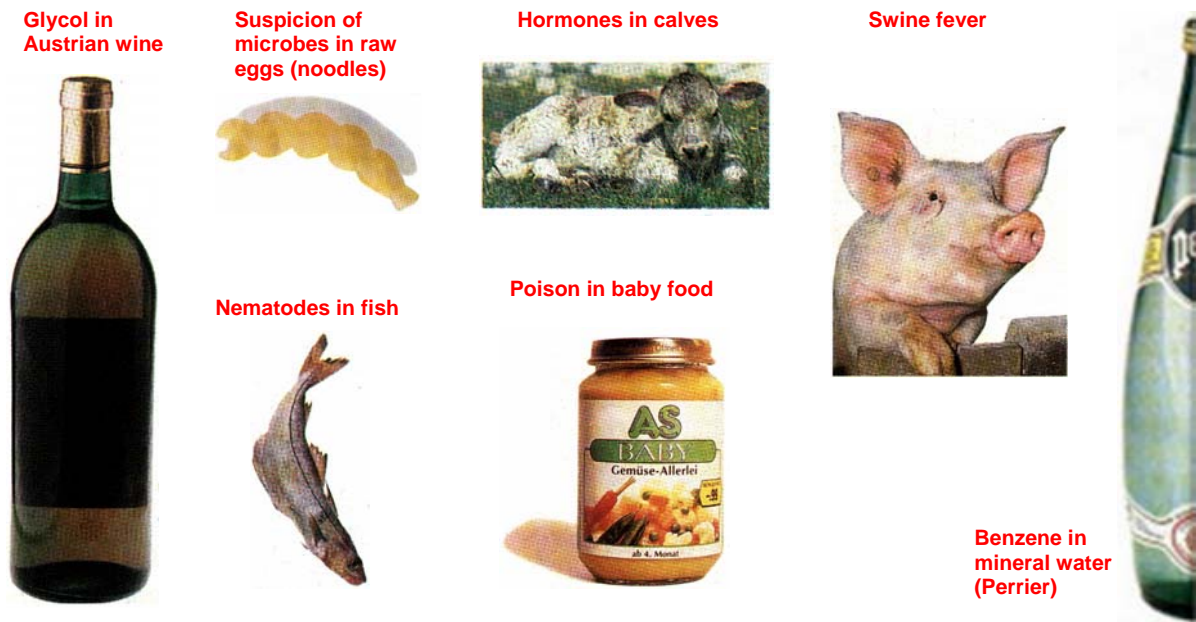 Glycol in
Austrian wine
Suspicion of
microbes in raw
eggs (noodles)
Hormones in calves
Swine fever
Nematodes in fish
Poison in baby food
AS
BABY
Gemüse-Allerlei
ab 4. Monat
Benzene in
mineral water
(Perrier)